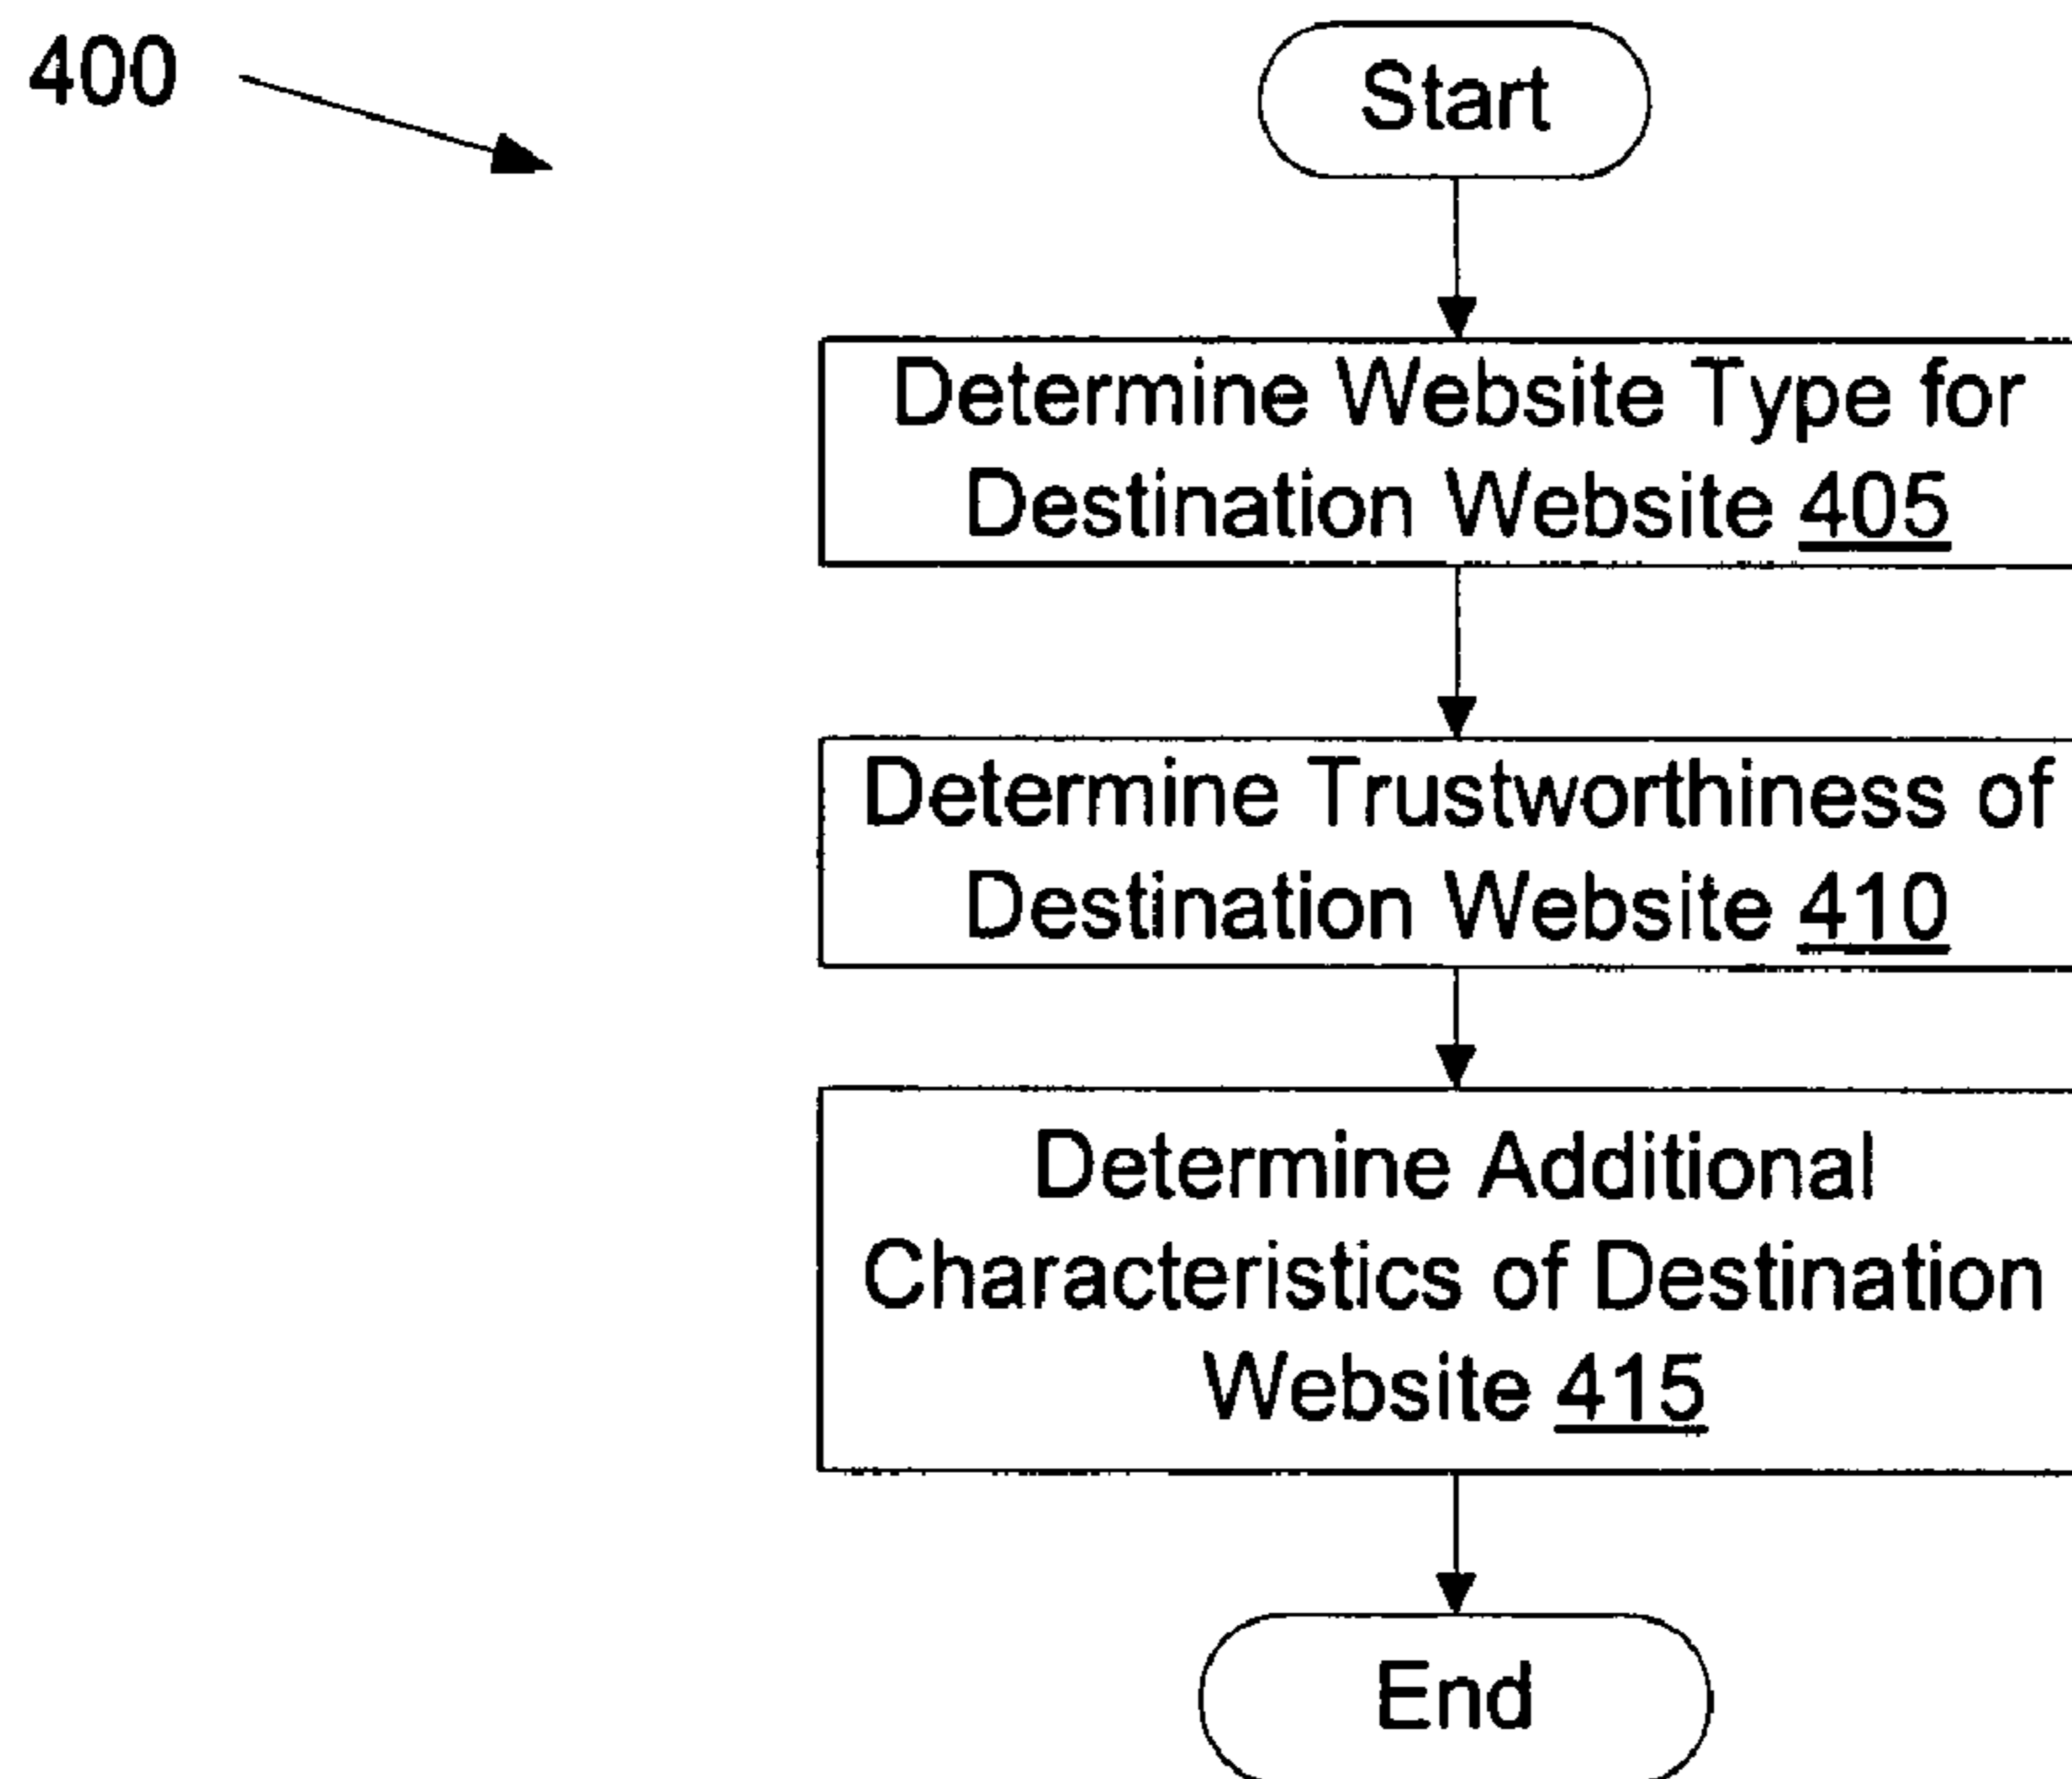 400
Start
Determine Website Type for
Destination Website 405
Determine Trustworthiness of
Destination Website 410
Determine Additional
Characteristics of Destination
Website 415
End